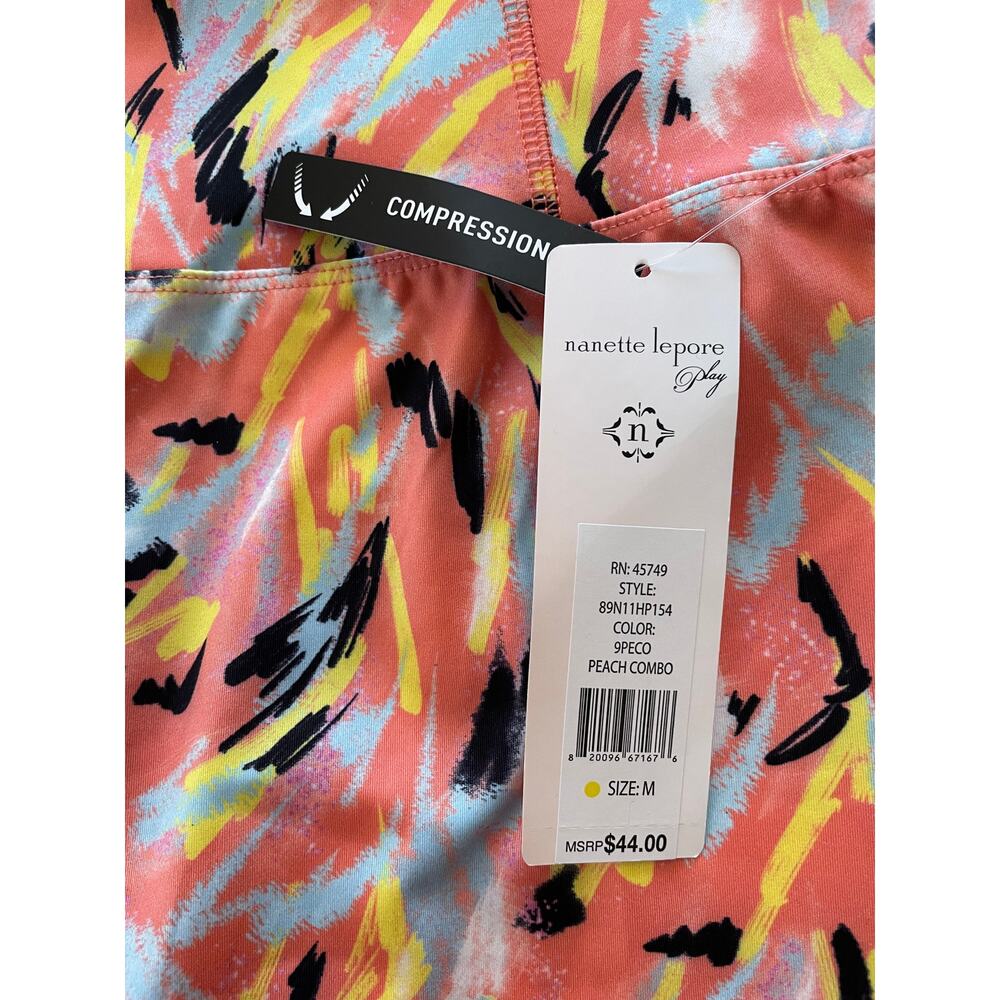 COMPRESSION
nanette lepore
play
n
RN: 45749
STYLE:
89N11HP154
COLOR:
9PECO
PEACH COMBO
8 20096 67167 6
SIZE: M
MSRP$44.00